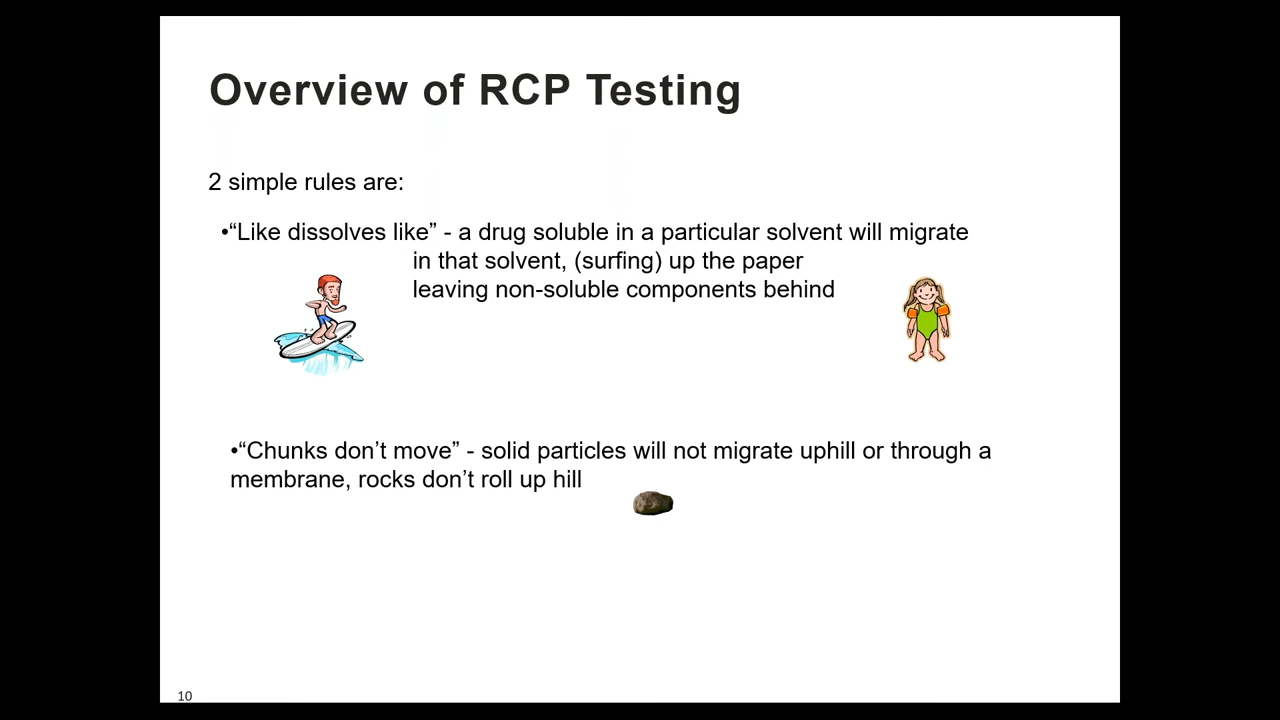 Overview of RCP Testing
2 simple rules are:
•“Like dissolves like” - a drug soluble in a particular solvent will migrate
in that solvent, (surfing) up the paper
leaving non-soluble components behind
•“Chunks don’t move” - solid particles will not migrate uphill or through a
membrane, rocks don’t roll up hill
10